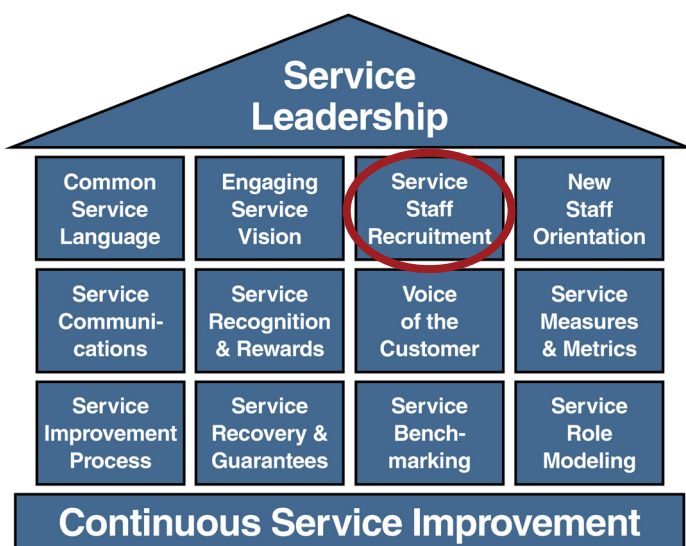 Service
Leadership
Common
Service
Language
Engaging
Service
Vision
Service
Staff
Recruitment
New
Staff
Orientation
Service
Communi-
cations
Service
Recognition
& Rewards
Voice
of the
Customer
Service
Measures
& Metrics
Service
Improvement
Process
Service
Recovery &
Guarantees
Service
Bench-
marking
Service
Role
Modeling
Continuous Service Improvement